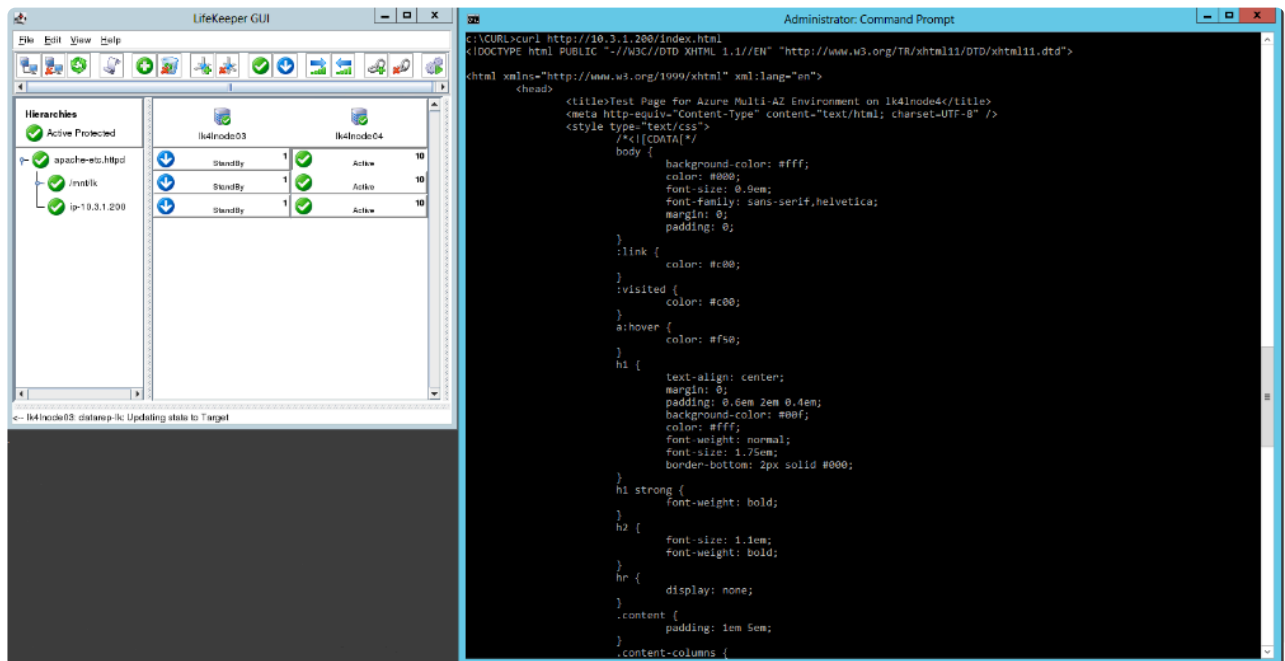 LifeKeeper GUI
File Edit View Help
Hierarchies
Active Protected
lk4lnode03
lk4lnode04
apache-etc.httpd
StandBy 1
Active 10
/mnt/lk
StandBy 1
Active 10
ip-10.3.1.200
StandBy 1
Active 10
<-- lk4lnode03: datarep-lk: Updating state to Target
Administrator: Command Prompt
c:\CURL>curl http://10.3.1.200/index.html
<!DOCTYPE html PUBLIC "-//W3C//DTD XHTML 1.1//EN" "http://www.w3.org/TR/xhtml11/DTD/xhtml11.dtd">
<html xmlns="http://www.w3.org/1999/xhtml" xml:lang="en">
<head>
<title>Test Page for Azure Multi-AZ Environment on lk4lnode4</title>
<meta http-equiv="Content-Type" content="text/html; charset=UTF-8" />
<style type="text/css">
/*<![CDATA[*/
body {
background-color: #fff;
color: #000;
font-size: 0.9em;
font-family: sans-serif,helvetica;
margin: 0;
padding: 0;
}
:link {
color: #c00;
}
:visited {
color: #c00;
}
a:hover {
color: #f50;
}
h1 {
text-align: center;
margin: 0;
padding: 0.6em 2em 0.4em;
background-color: #00f;
color: #fff;
font-weight: normal;
font-size: 1.75em;
border-bottom: 2px solid #000;
}
h1 strong {
font-weight: bold;
}
h2 {
font-size: 1.1em;
font-weight: bold;
}
hr {
display: none;
}
.content {
padding: 1em 5em;
}
.content-columns {